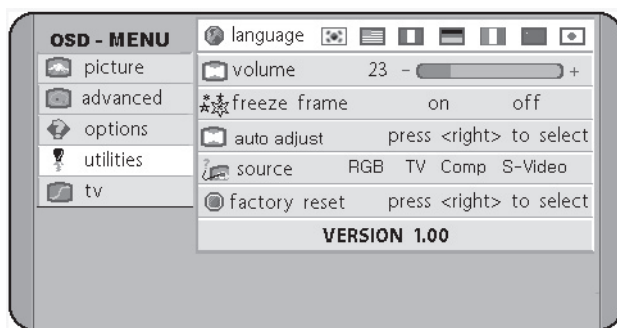 OSD - MENU
picture
advanced
options
utilities
tv
language
volume 23 - +
freeze frame on off
auto adjust press <right> to select
source RGB TV Comp S-Video
factory reset press <right> to select
VERSION 1.00